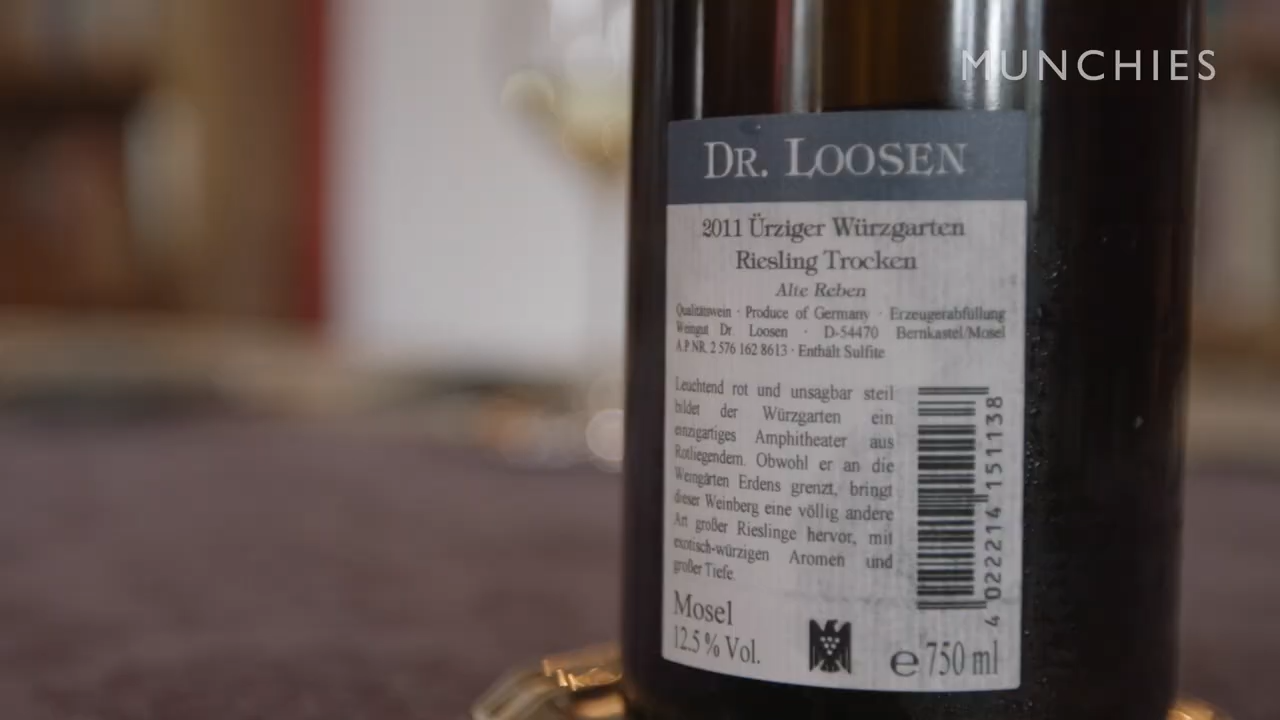 MUNCHIES
DR. LOOSEN
2011 Ürziger Würzgarten
Riesling Trocken
Alte Reben
Qualitätswein · Produce of Germany · Erzeugerabfüllung
Weingut Dr. Loosen · D-54470 Bernkastel/Mosel
A.P. NR. 2 576 162 8613 · Enthält Sulfite
Leuchtend rot und unsagbar steil
bildet der Würzgarten ein
einzigartiges Amphitheater aus
Rotliegendem. Obwohl er an die
Weingärten Erdens grenzt, bringt
dieser Weinberg eine völlig andere
Art großer Rieslinge hervor, mit
exotisch-würzigen Aromen und
großer Tiefe.
4 022214 151138
Mosel
12.5 % Vol.
e 750 ml